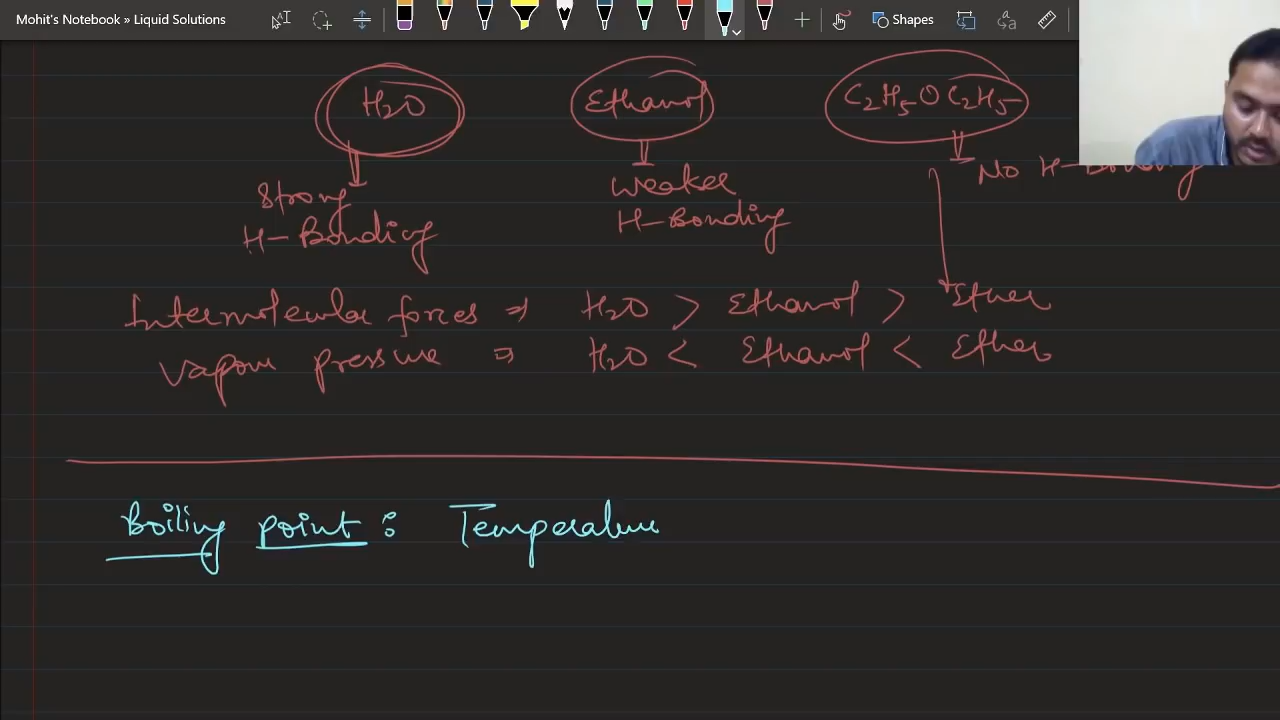 Mohit's Notebook » Liquid Solutions
Shapes
H₂O Ethanol C₂H₅OC₂H₅
Strong H-Bonding
Weaker H-Bonding
No H-Bonding
Intermolecular forces ⇒ H₂O > Ethanol > Ether
Vapour pressure ⇒ H₂O < Ethanol < Ether
Boiling point : Temperature